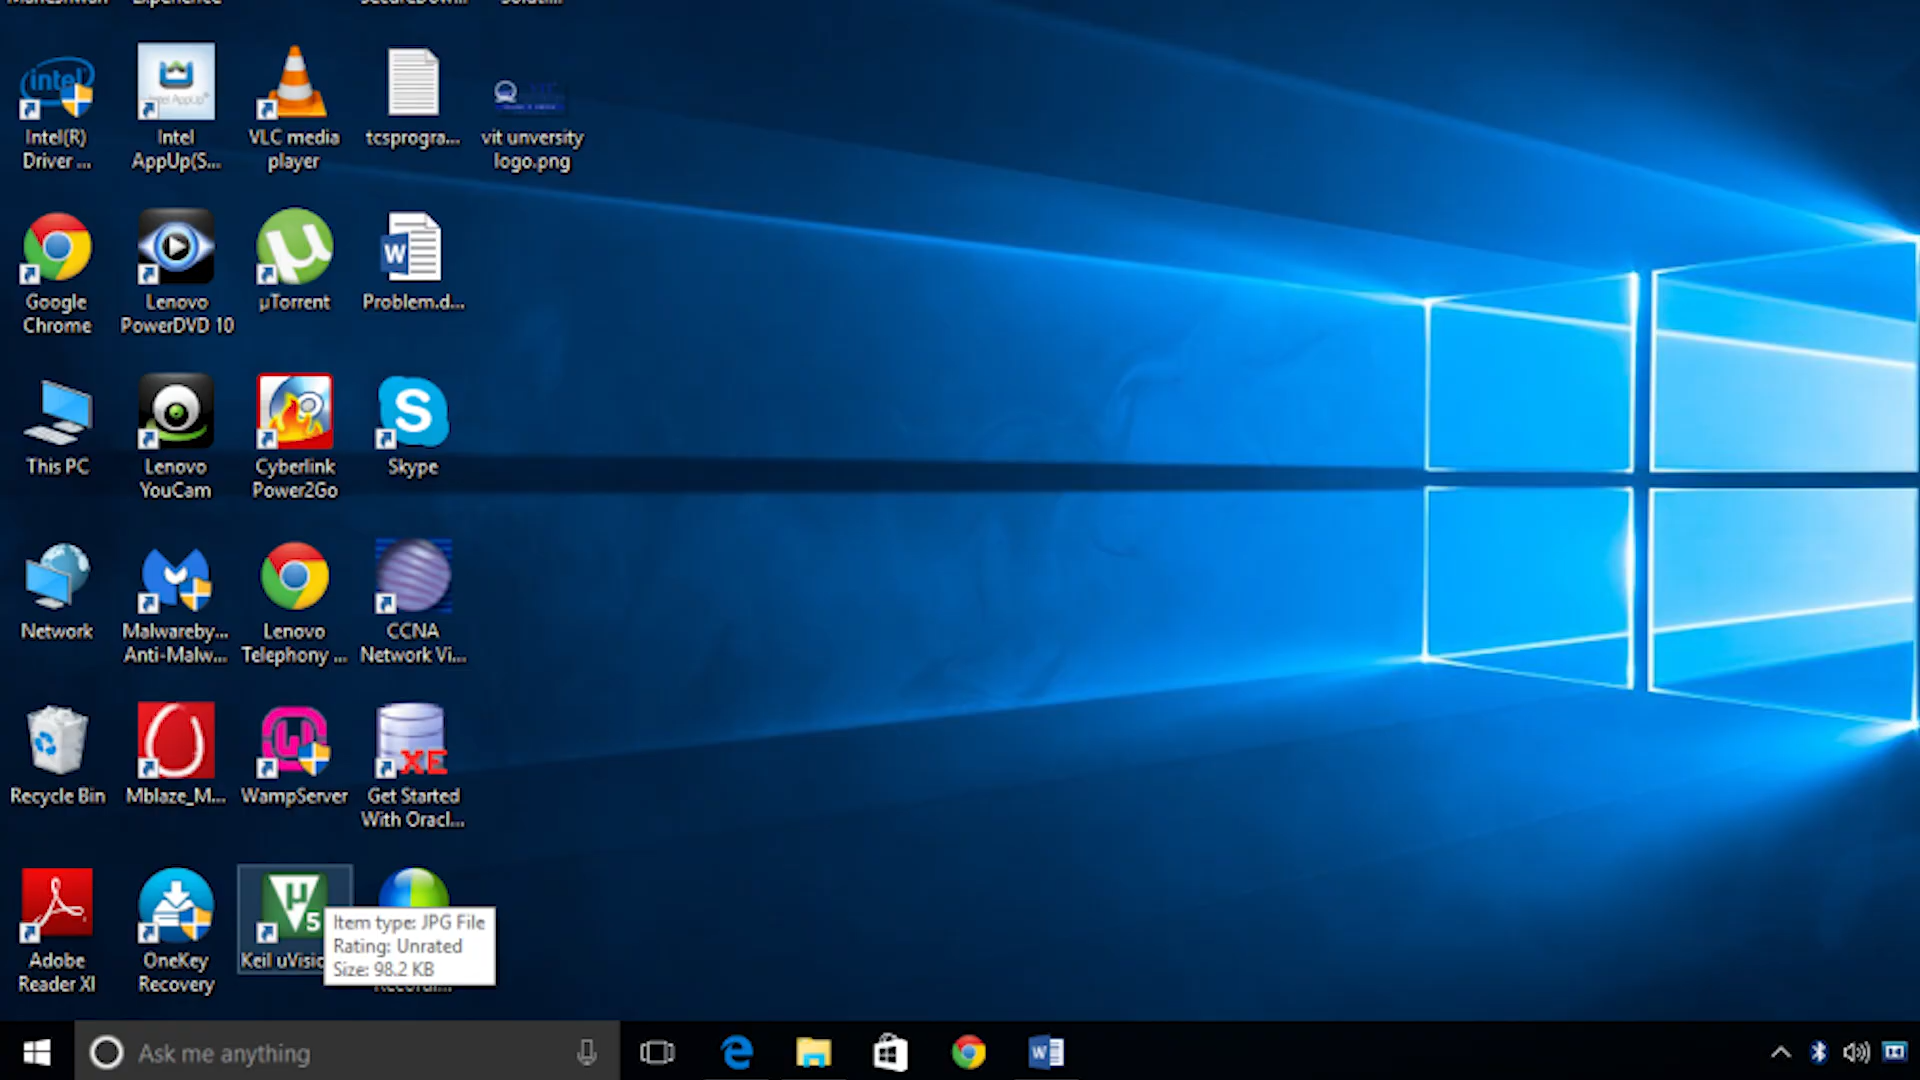 Experience
Intel(R)
Driver ...
Intel
AppUp(S...
VLC media
player
tcsprogra...
vit unversity
logo.png
Google
Chrome
Lenovo
PowerDVD 10
µTorrent
Problem.d...
This PC
Lenovo
YouCam
Cyberlink
Power2Go
Skype
Network
Malwareby...
Anti-Malw...
Lenovo
Telephony ...
CCNA
Network Vi...
XE
Recycle Bin
Mblaze_M...
WampServer
Get Started
With Oracl...
Adobe
Reader XI
OneKey
Recovery
Keil uVisio
Item type: JPG File
Rating: Unrated
Size: 98.2 KB
Ask me anything